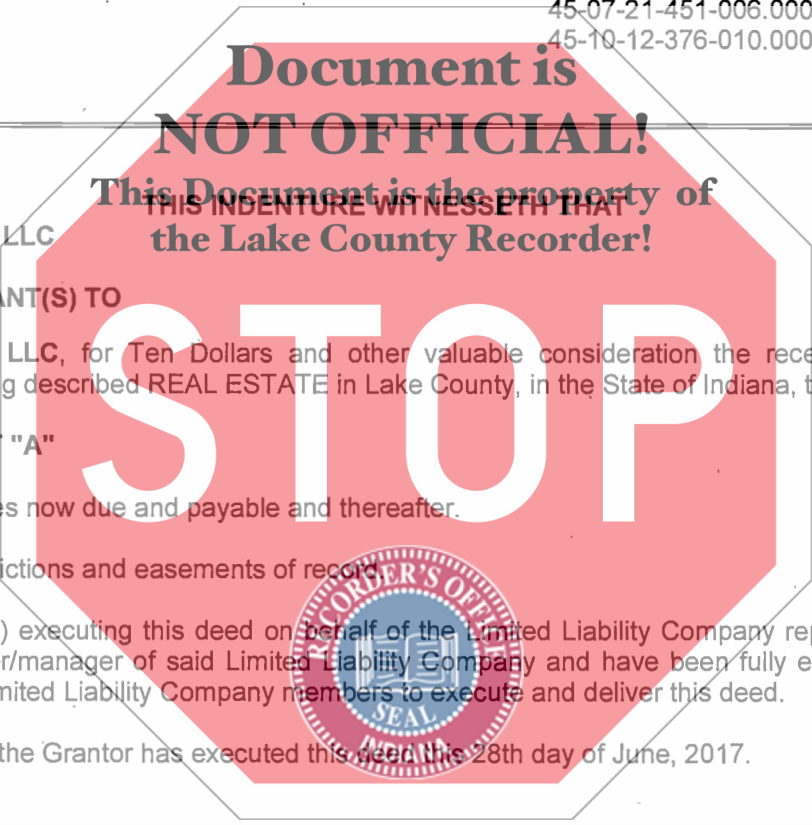 45-07-21-451-006.000
45-10-12-376-010.000
Document is
NOT OFFICIAL!
This Document is the property of
the Lake County Recorder!
THIS INDENTURE WITNESSETH THAT
LLC
ANT(S) TO
LLC, for Ten Dollars and other valuable consideration the rece
g described REAL ESTATE in Lake County, in the State of Indiana, t
"A"
STOP
es now due and payable and thereafter.
ictions and easements of record.
) executing this deed on behalf of the Limited Liability Company rep
r/manager of said Limited Liability Company and have been fully e
mited Liability Company members to execute and deliver this deed.
the Grantor has executed this deed this 28th day of June, 2017.
RECORDER'S OFFICE
SEAL
INDIANA